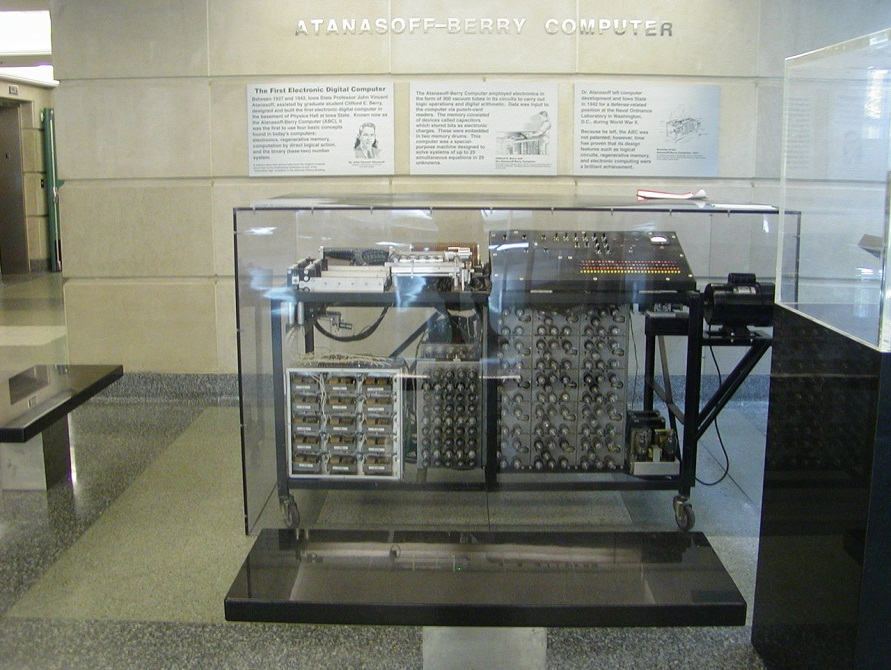 ATANASOFF–BERRY COMPUTER
The First Electronic Digital Computer
Between 1937 and 1942, Iowa State Professor John Vincent
Atanasoff, assisted by graduate student Clifford E. Berry,
designed and built the first electronic digital computer in
the basement of Physics Hall at Iowa State. Known now as
the Atanasoff-Berry Computer (ABC), it
was the first to use four basic concepts
found in today's computers:
electronics, regenerative memory,
computation by direct logical action,
and the binary (base-two) number
system.
The Atanasoff-Berry Computer employed electronics in
the form of 300 vacuum tubes in its circuits to carry out
logic operations and digital arithmetic. Data was input to
the computer via punch-card
readers. The memory consisted
of devices called capacitors
which stored bits as electronic
charges. These were embedded
in two memory drums. This
computer was a special-
purpose machine designed to
solve systems of up to 29
simultaneous equations in 29
unknowns.
Dr. Atanasoff left computer
development and Iowa State
in 1942 for a defense-related
position at the Naval Ordnance
Laboratory in Washington,
D.C., during World War II.
Because he left, the ABC was
not patented; however, time
has proven that its design
features such as logical
circuits, regenerative memory,
and electronic computing were
a brilliant achievement.